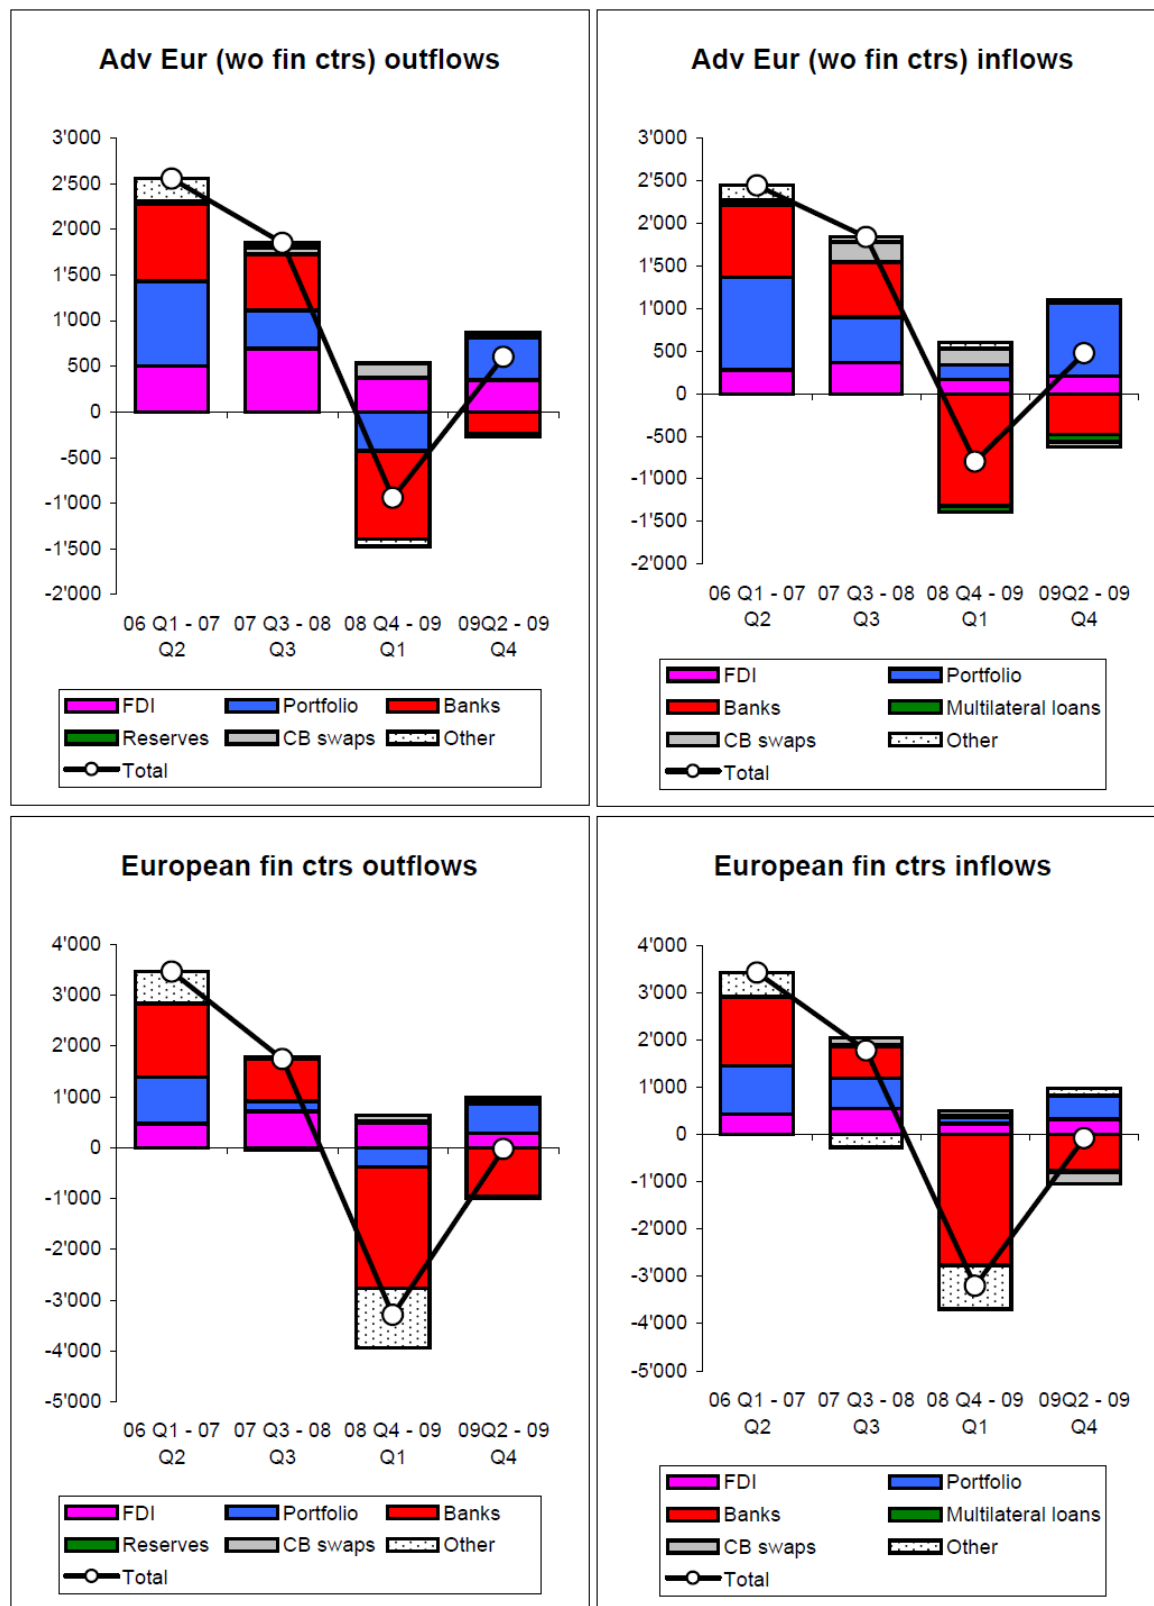 Adv Eur (wo fin ctrs) outflows
3'000
2'500
2'000
1'500
1'000
500
0
-500
-1'000
-1'500
-2'000
06 Q1 - 07 07 Q3 - 08 08 Q4 - 09 09Q2 - 09
Q2 Q3 Q1 Q4
FDI Portfolio Banks
Reserves CB swaps Other
Total
Adv Eur (wo fin ctrs) inflows
3'000
2'500
2'000
1'500
1'000
500
0
-500
-1'000
-1'500
-2'000
06 Q1 - 07 07 Q3 - 08 08 Q4 - 09 09Q2 - 09
Q2 Q3 Q1 Q4
FDI Portfolio
Banks Multilateral loans
CB swaps Other
Total
European fin ctrs outflows
4'000
3'000
2'000
1'000
0
-1'000
-2'000
-3'000
-4'000
-5'000
06 Q1 - 07 07 Q3 - 08 08 Q4 - 09 09Q2 - 09
Q2 Q3 Q1 Q4
FDI Portfolio Banks
Reserves CB swaps Other
Total
European fin ctrs inflows
4'000
3'000
2'000
1'000
0
-1'000
-2'000
-3'000
-4'000
-5'000
06 Q1 - 07 07 Q3 - 08 08 Q4 - 09 09Q2 - 09
Q2 Q3 Q1 Q4
FDI Portfolio
Banks Multilateral loans
CB swaps Other
Total